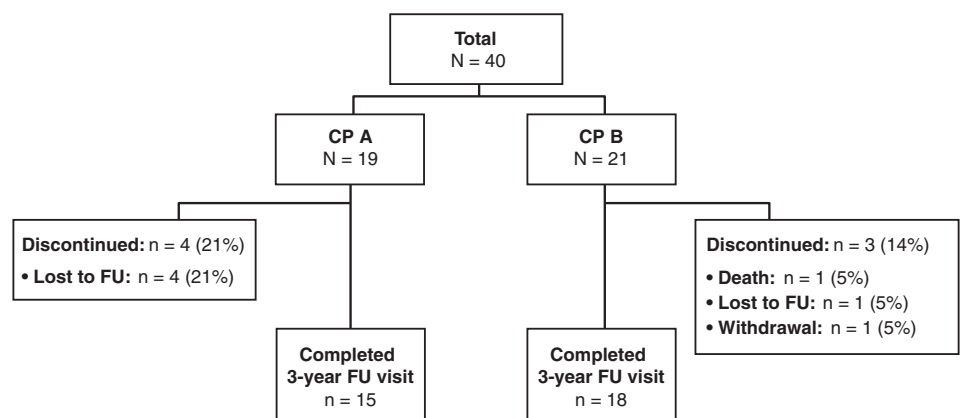 Total
N = 40
CP A
N = 19
CP B
N = 21
Discontinued: n = 4 (21%)
• Lost to FU: n = 4 (21%)
Discontinued: n = 3 (14%)
• Death: n = 1 (5%)
• Lost to FU: n = 1 (5%)
• Withdrawal: n = 1 (5%)
Completed
3-year FU visit
n = 15
Completed
3-year FU visit
n = 18